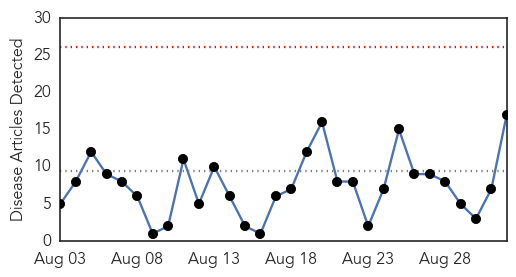 Disease Articles Detected
30
25
20
15
10
5
0
Aug 03
Aug 08
Aug 13
Aug 18
Aug 23
Aug 28